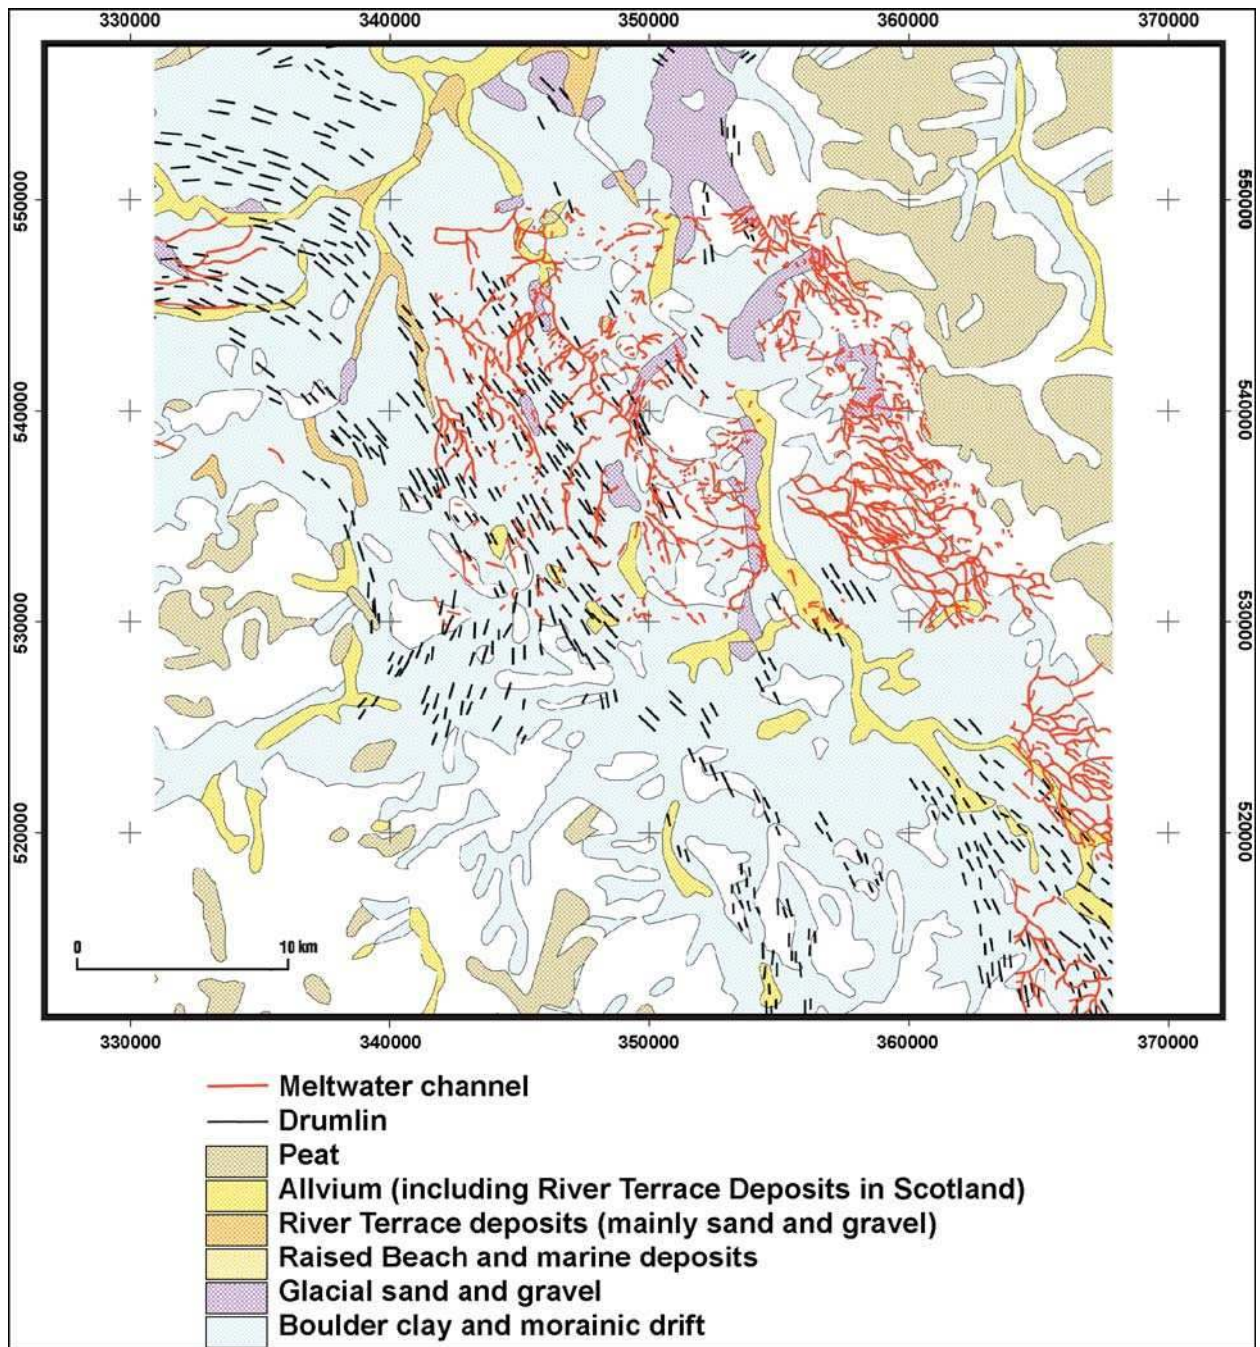 330000 340000 350000 360000 370000
550000 550000
540000 540000
530000 530000
520000 520000
0 10 km
330000 340000 350000 360000 370000
Meltwater channel
Drumlin
Peat
Allvium (including River Terrace Deposits in Scotland)
River Terrace deposits (mainly sand and gravel)
Raised Beach and marine deposits
Glacial sand and gravel
Boulder clay and morainic drift